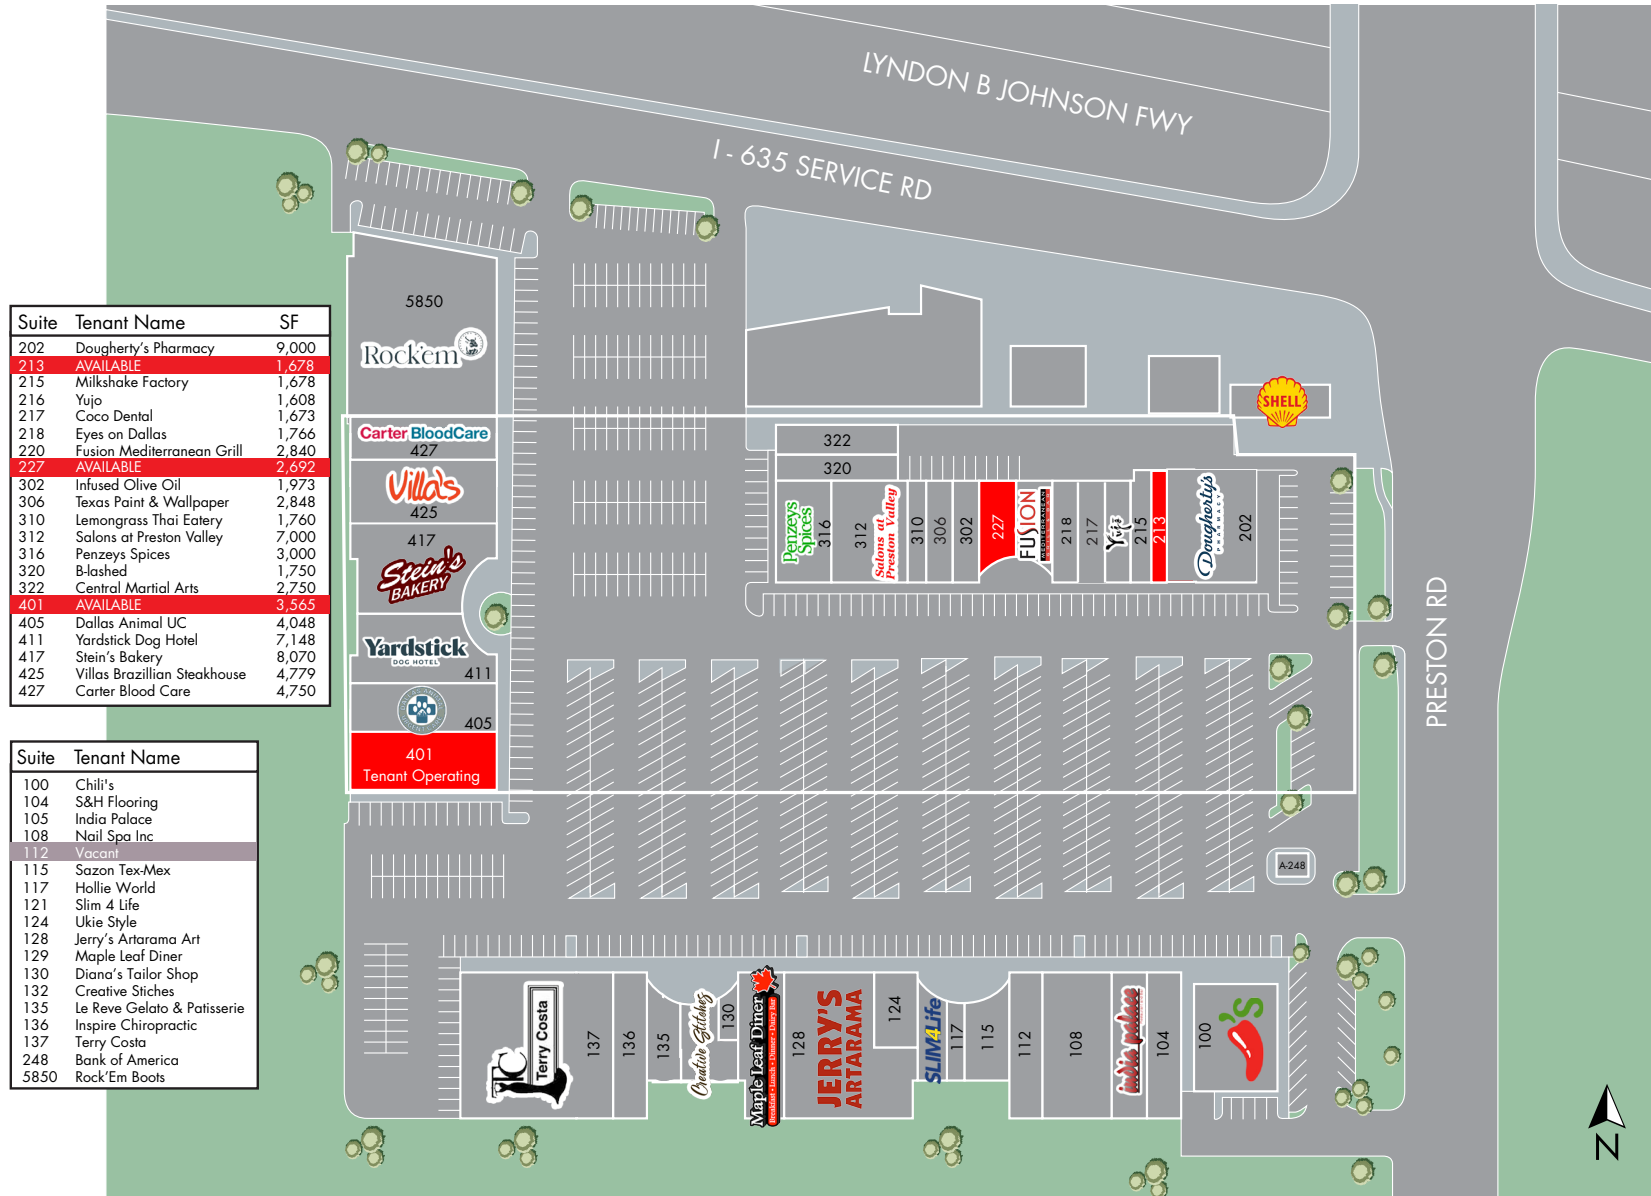 LYNDON B JOHNSON FWY
I - 635 SERVICE RD
PRESTON RD
Suite Tenant Name SF
202 Dougherty's Pharmacy 9,000
213 AVAILABLE 1,678
215 Milkshake Factory 1,678
216 Yujo 1,608
217 Coco Dental 1,673
218 Eyes on Dallas 1,766
220 Fusion Mediterranean Grill 2,840
227 AVAILABLE 2,692
302 Infused Olive Oil 1,973
306 Texas Paint & Wallpaper 2,848
310 Lemongrass Thai Eatery 1,760
312 Salons at Preston Valley 7,000
316 Penzeys Spices 3,000
320 B-lashed 1,750
322 Central Martial Arts 2,750
401 AVAILABLE 3,565
405 Dallas Animal UC 4,048
411 Yardstick Dog Hotel 7,148
417 Stein's Bakery 8,070
425 Villas Brazillian Steakhouse 4,779
427 Carter Blood Care 4,750
Suite Tenant Name
100 Chili's
104 S&H Flooring
105 India Palace
108 Nail Spa Inc
112 Vacant
115 Sazon Tex-Mex
117 Hollie World
121 Slim 4 Life
124 Ukie Style
128 Jerry's Artarama Art
129 Maple Leaf Diner
130 Diana's Tailor Shop
132 Creative Stiches
135 Le Reve Gelato & Patisserie
136 Inspire Chiropractic
137 Terry Costa
248 Bank of America
5850 Rock'Em Boots
5850
Rock'em
Carter BloodCare
427
Villa's
425
417
Stein's
BAKERY
Yardstick
DOG HOTEL
411
405
401
Tenant Operating
SHELL
322
320
Penzeys
Spices
316
312
Salons at
Preston Valley
310
306
302
227
FUSION
MEDITERRANEAN
218
217
215
213
Dougherty's
PHARMACY
202
A-248
TC
Terry Costa
137
136
135
Creative Stitches
130
Maple Leaf Diner
Breakfast • Lunch • Dinner • Dairy Bar
128
JERRY'S
ARTARAMA
124
SLIM4Life
117
115
112
108
india palace
104
100
N